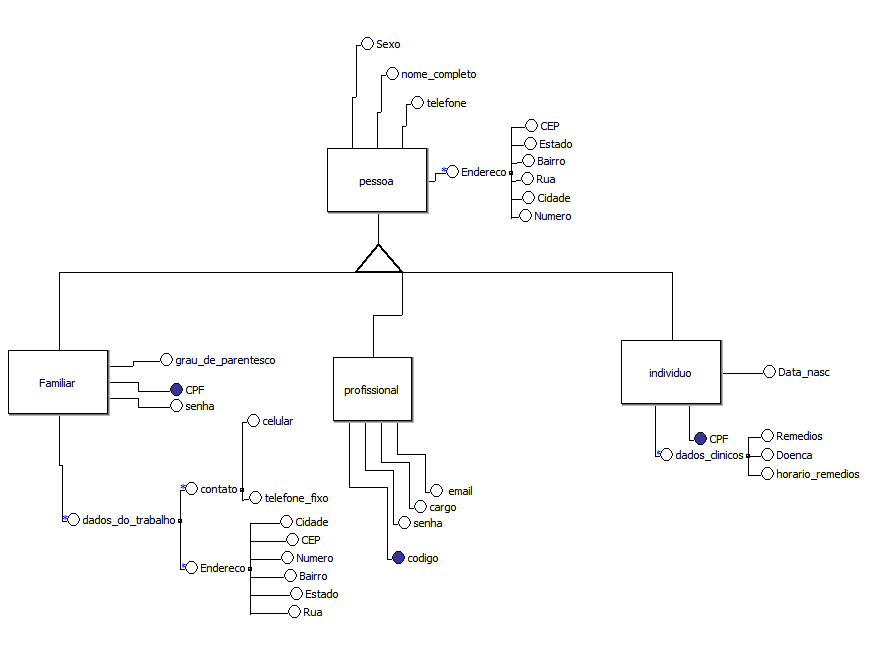 Sexo
nome_completo
telefone
CEP
Estado
Bairro
Endereco
Rua
pessoa
Cidade
Numero
grau_de_parentesco
Familiar
CPF
senha
profissional
individuo
Data_nasc
celular
contato
telefone_fixo
dados_do_trabalho
Cidade
CEP
Numero
Endereco
Bairro
Estado
Rua
email
cargo
senha
codigo
CPF
Remedios
dados_clinicos
Doenca
horario_remedios